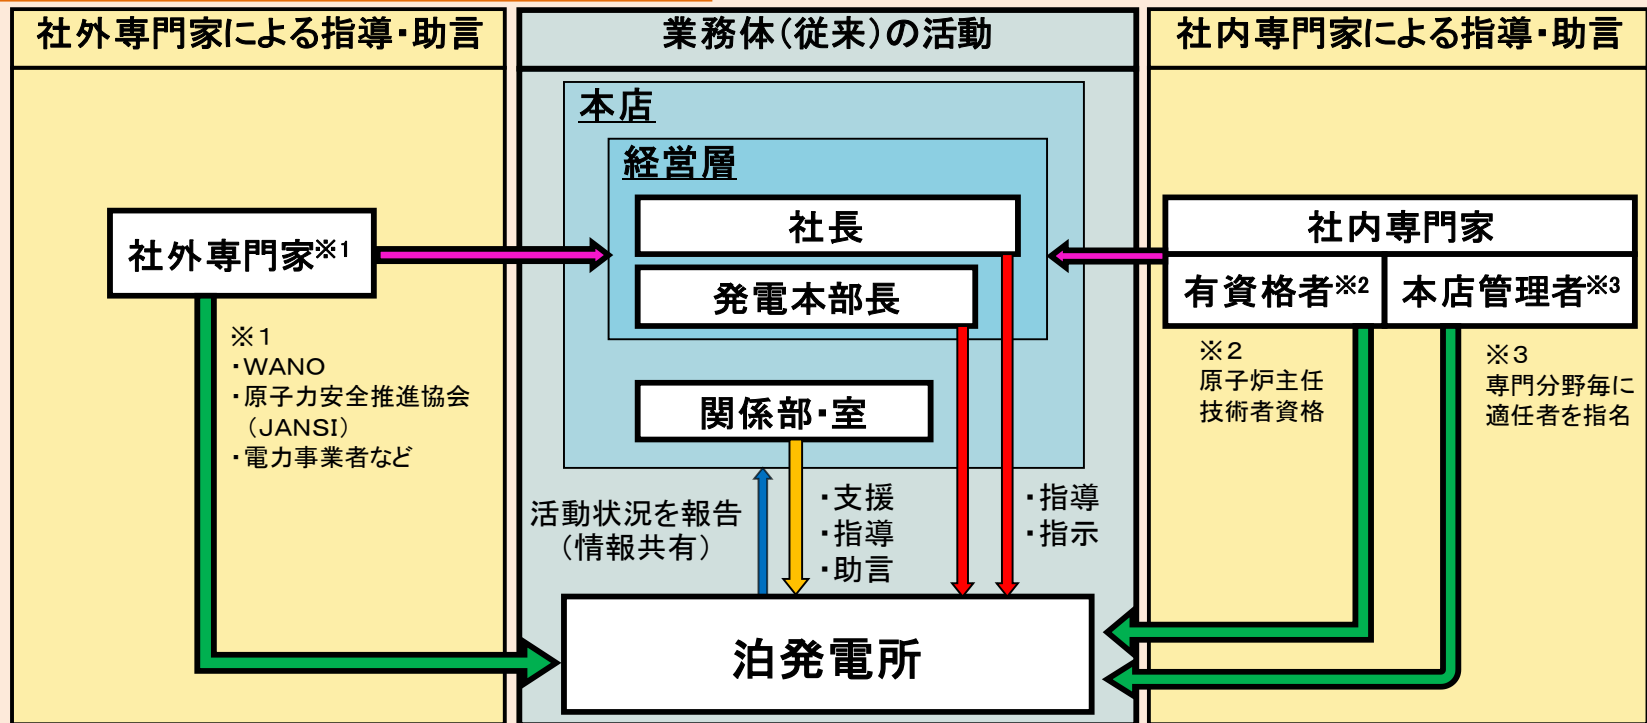 社外専門家による指導・助言
業務体(従来)の活動
社内専門家による指導・助言
本店
経営層
社長
発電本部長
関係部・室
社外専門家※1
※1
・WANO
・原子力安全推進協会
(JANSI)
・電力事業者など
社内専門家
有資格者※2
本店管理者※3
※2
原子炉主任
技術者資格
※3
専門分野毎に
適任者を指名
活動状況を報告
(情報共有)
・支援
・指導
・助言
・指導
・指示
泊発電所